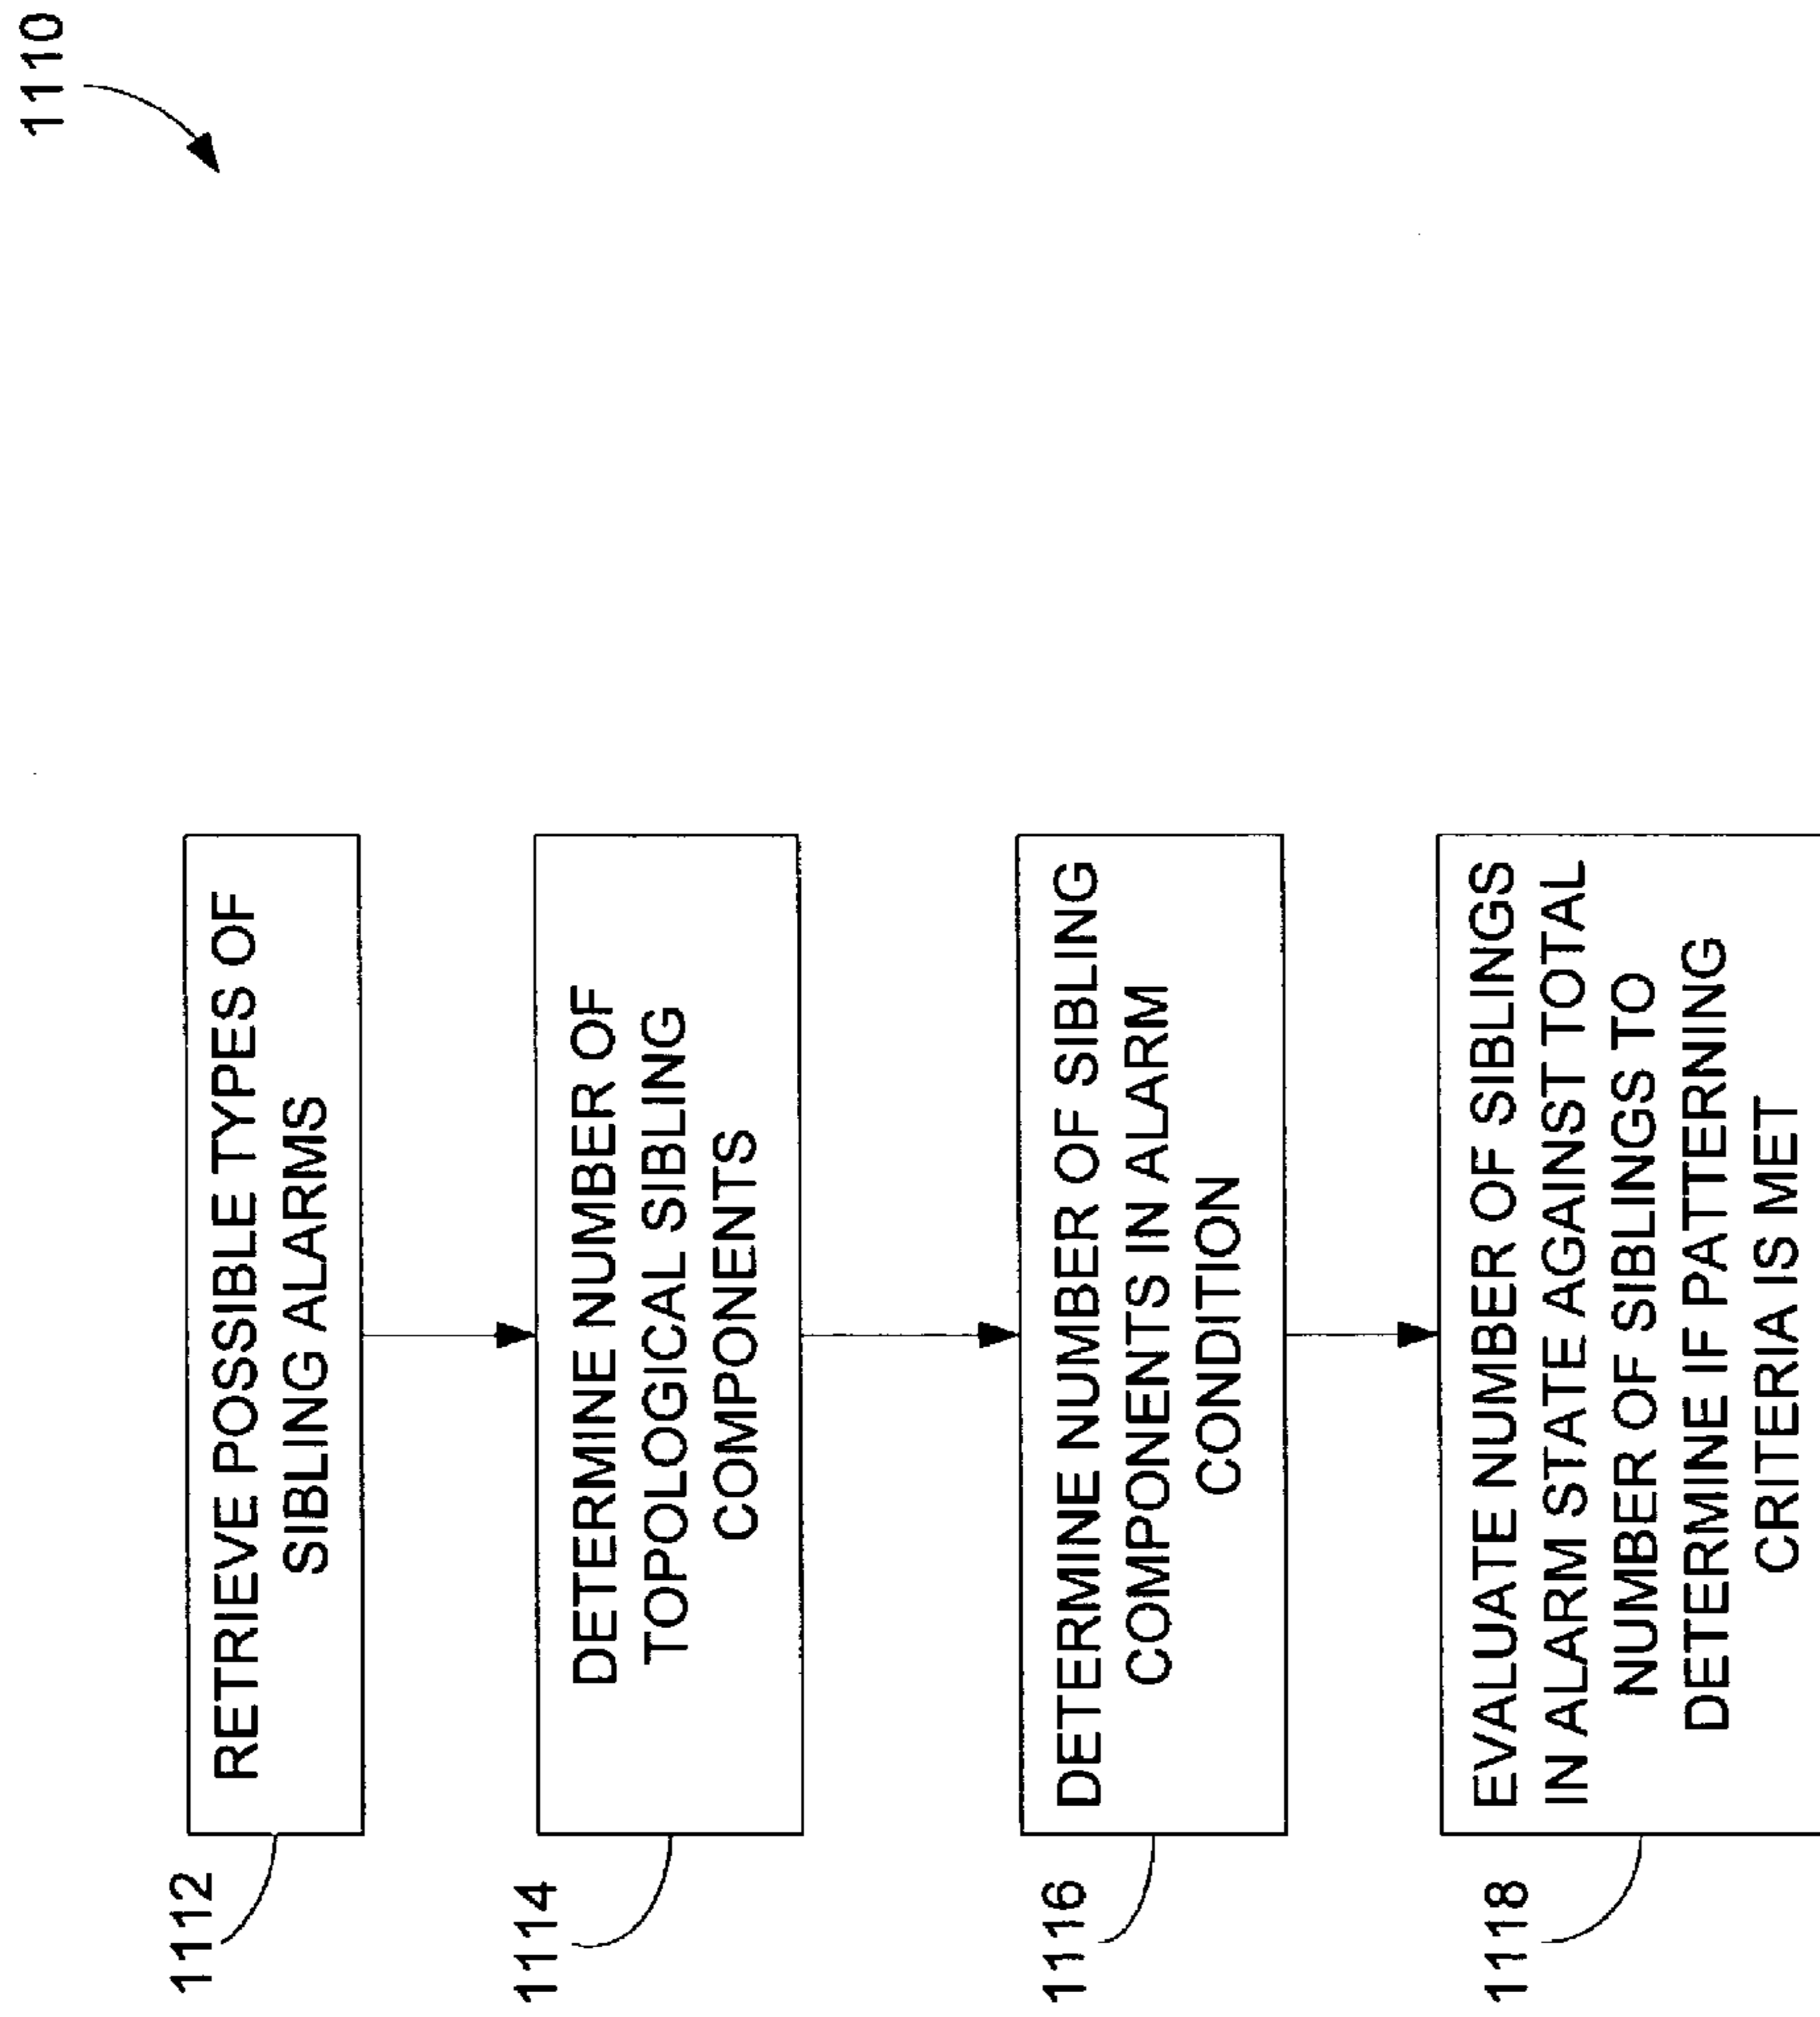 1110
1112
RETRIEVE POSSIBLE TYPES OF
SIBLING ALARMS
1114
DETERMINE NUMBER OF
TOPOLOGICAL SIBLING
COMPONENTS
1116
DETERMINE NUMBER OF SIBLING
COMPONENTS IN ALARM
CONDITION
1118
EVALUATE NUMBER OF SIBLINGS
IN ALARM STATE AGAINST TOTAL
NUMBER OF SIBLINGS TO
DETERMINE IF PATTERNING
CRITERIA IS MET